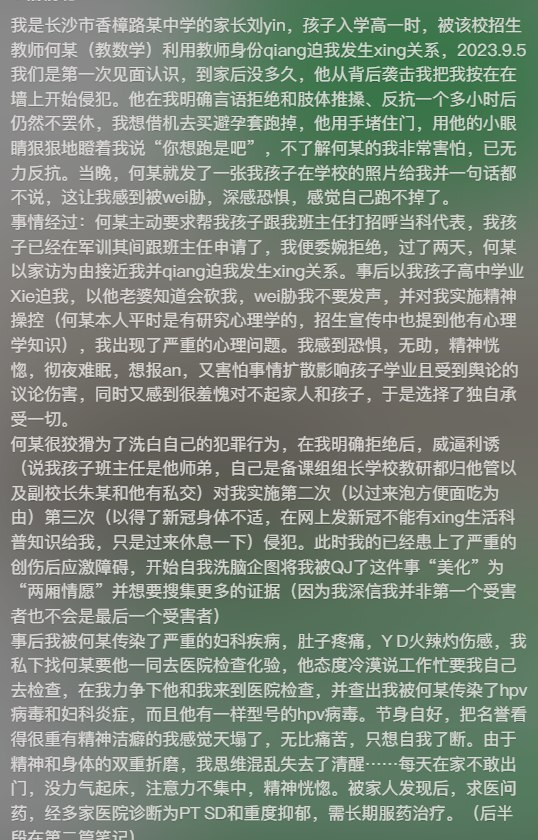 我是长沙市香樟路某中学的家长刘yin，孩子入学高一时，被该校招生
教师何某（教数学）利用教师身份qiang迫我发生xing关系，2023.9.5
我们是第一次见面认识，到家后没多久，他从背后袭击我把我按在在
墙上开始侵犯。他在我明确言语拒绝和肢体推搡、反抗一个多小时后
仍然不罢休，我想借机去买避孕套跑掉，他用手堵住门，用他的小眼
睛狠狠地瞪着我说“你想跑是吧”，不了解何某的我非常害怕，已无
力反抗。当晚，何某就发了一张我孩子在学校的照片给我并一句话都
不说，这让我感到被wei胁，深感恐惧，感觉自己跑不掉了。
事情经过：何某主动要求帮我孩子跟我班主任打招呼当科代表，我孩
子已经在军训其间跟班主任申请了，我便委婉拒绝，过了两天，何某
以家访为由接近我并qiang迫我发生xing关系。事后以我孩子高中学业
Xie迫我，以他老婆知道会砍我，wei胁我不要发声，并对我实施精神
操控（何某本人平时是有研究心理学的，招生宣传中也提到他有心理
学知识），我出现了严重的心理问题。我感到恐惧，无助，精神恍
惚，彻夜难眠，想报an，又害怕事情扩散影响孩子学业且受到舆论的
议论伤害，同时又感到很羞愧对不起家人和孩子，于是选择了独自承
受一切。
何某很狡猾为了洗白自己的犯罪行为，在我明确拒绝后，威逼利诱
（说我孩子班主任是他师弟，自己是备课组组长学校教研都归他管以
及副校长朱某和他有私交）对我实施第二次（以过来泡方便面吃为
由）第三次（以得了新冠身体不适，在网上发新冠不能有xing生活科
普知识给我，只是过来休息一下）侵犯。此时我的已经患上了严重的
创伤后应激障碍，开始自我洗脑企图将我被QJ了这件事“美化”为
“两厢情愿”并想要搜集更多的证据（因为我深信我并非第一个受害
者也不会是最后一个受害者）
事后我被何某传染了严重的妇科疾病，肚子疼痛，Y D火辣灼伤感，我
私下找何某要他一同去医院检查化验，他态度冷漠说工作忙要我自己
去检查，在我力争下他和我来到医院检查，并查出我被何某传染了hpv
病毒和妇科炎症，而且他有一样型号的hpv病毒。节身自好，把名誉看
得很重有精神洁癖的我感觉天塌了，无比痛苦，只想自我了断。由于
精神和身体的双重折磨，我思维混乱失去了清醒……每天在家不敢出
门，没力气起床，注意力不集中，精神恍惚。被家人发现后，求医问
药，经多家医院诊断为PT SD和重度抑郁，需长期服药治疗。（后半
段在第二篇笔记）